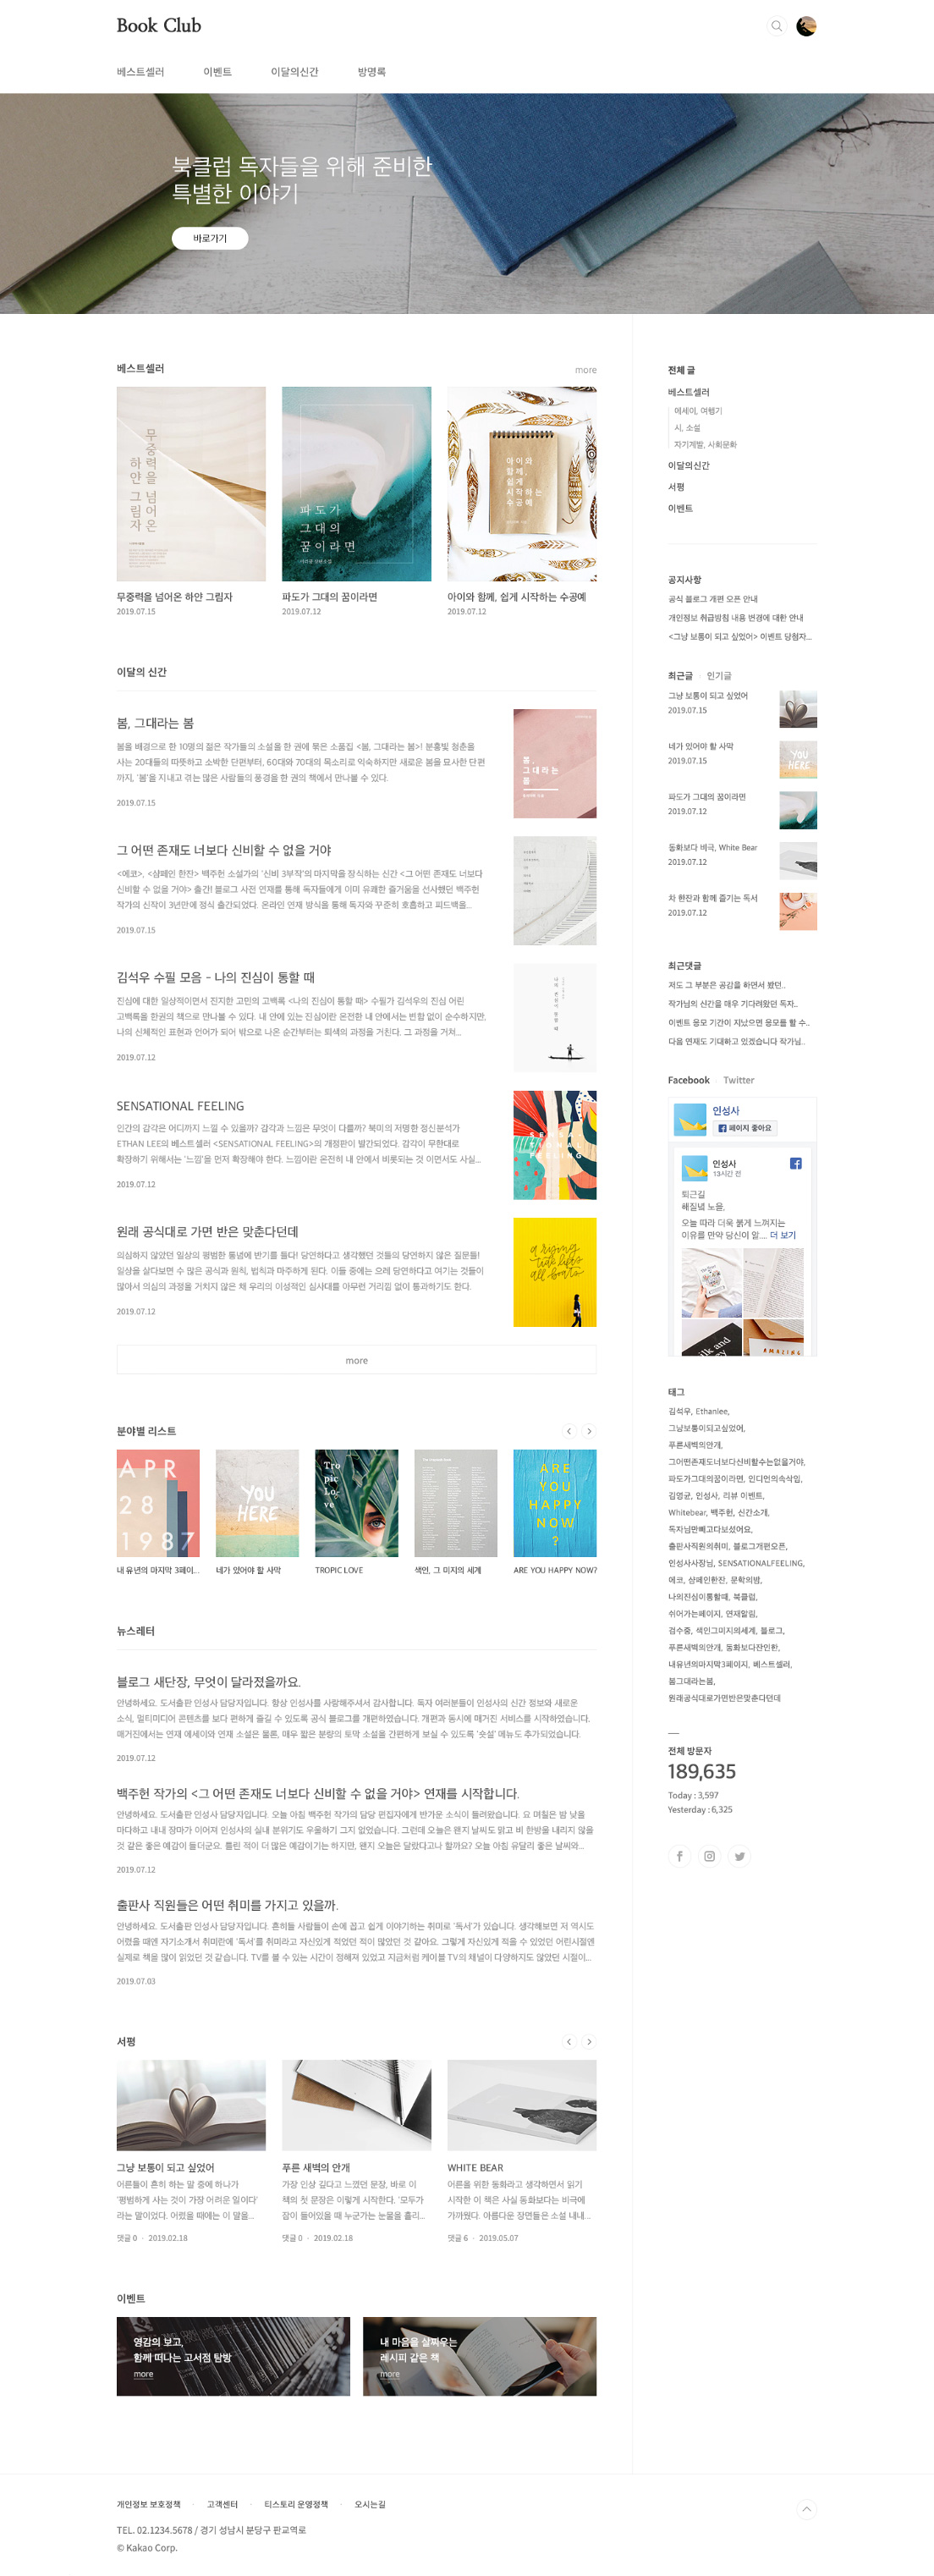 Book Club
베스트셀러
이벤트
이달의신간
방명록
북클럽 독자들을 위해 준비한
특별한 이야기
바로가기
베스트셀러
more
무중력을 넘어온
하얀 그림자
파도가
그대의
꿈이라면
아이와
함께,
쉽게
시작하는
수공예
무중력을 넘어온 하얀 그림자
2019.07.15
파도가 그대의 꿈이라면
2019.07.12
아이와 함께, 쉽게 시작하는 수공예
2019.07.12
이달의 신간
봄, 그대라는 봄
봄을 배경으로 한 10명의 젊은 작가들의 소설을 한 권에 묶은 소품집 <봄, 그대라는 봄>! 분홍빛 청춘을
사는 20대들의 따뜻하고 소박한 단편부터, 60대와 70대의 목소리로 익숙하지만 새로운 봄을 묘사한 단편
까지, '봄'을 지내고 겪는 많은 사람들의 풍경을 한 권의 책에서 만나볼 수 있다.
2019.07.15
봄,
그대라는
봄
그 어떤 존재도 너보다 신비할 수 없을 거야
<에코>, <샴페인 한잔> 백주헌 소설가의 '신비 3부작'의 마지막을 장식하는 신간 <그 어떤 존재도 너보다
신비할 수 없을 거야> 출간! 블로그 사전 연재를 통해 독자들에게 이미 유쾌한 즐거움을 선사했던 백주헌
작가의 신작이 3년만에 정식 출간되었다. 온라인 연재 방식을 통해 독자와 꾸준히 호흡하고 피드백을...
2019.07.15
김석우 수필 모음 - 나의 진심이 통할 때
진심에 대한 일상적이면서 진지한 고민의 고백록 <나의 진심이 통할 때> 수필가 김석우의 진심 어린
고백록을 한권의 책으로 만나볼 수 있다. 내 안에 있는 진심이란 온전한 내 안에서는 변함 없이 순수하지만,
나의 신체적인 표현과 언어가 되어 밖으로 나온 순간부터는 퇴색의 과정을 거친다. 그 과정을 거쳐...
2019.07.12
나의 진심이 통할 때
SENSATIONAL FEELING
인간의 감각은 어디까지 느낄 수 있을까? 감각과 느낌은 무엇이 다를까? 북미의 저명한 정신분석가
ETHAN LEE의 베스트셀러 <SENSATIONAL FEELING>의 개정판이 발간되었다. 감각이 무한대로
확장하기 위해서는 '느낌'을 먼저 확장해야 한다. 느낌이란 온전히 내 안에서 비롯되는 것 이면서도 사실...
2019.07.12
원래 공식대로 가면 반은 맞춘다던데
의심하지 않았던 일상의 평범한 통념에 반기를 들다! 당연하다고 생각했던 것들의 당연하지 않은 질문들!
일상을 살다보면 수 많은 공식과 원칙, 법칙과 마주하게 된다. 이들 중에는 으레 당연하다고 여기는 것들이
많아서 의심의 과정을 거치지 않은 채 우리의 이성적인 심사대를 아무런 거리낌 없이 통과하기도 한다.
2019.07.12
a rising
tide lifts
all boats
more
분야별 리스트
APR
28
1987
YOU
HERE
Tro
pic
Lo
ve
ARE
YOU
HAPPY
NOW
?
내 유년의 마지막 3페이...
네가 있어야 할 사막
TROPIC LOVE
색인, 그 미지의 세계
ARE YOU HAPPY NOW?
뉴스레터
블로그 새단장, 무엇이 달라졌을까요.
안녕하세요. 도서출판 인성사 담당자입니다. 항상 인성사를 사랑해주셔서 감사합니다. 독자 여러분들이 인성사의 신간 정보와 새로운
소식, 멀티미디어 콘텐츠를 보다 편하게 즐길 수 있도록 공식 블로그를 개편하였습니다. 개편과 동시에 매거진 서비스를 시작하였습니다.
매거진에서는 연재 에세이와 연재 소설은 물론, 매우 짧은 분량의 토막 소설을 간편하게 보실 수 있도록 '숏설' 메뉴도 추가되었습니다.
2019.07.12
백주헌 작가의 <그 어떤 존재도 너보다 신비할 수 없을 거야> 연재를 시작합니다.
안녕하세요. 도서출판 인성사 담당자입니다. 오늘 아침 백주헌 작가의 담당 편집자에게 반가운 소식이 들려왔습니다. 요 며칠은 밤 낮을
마다하고 내내 장마가 이어져 인성사의 실내 분위기도 우울하기 그지 없었습니다. 그런데 오늘은 왠지 날씨도 맑고 비 한방울 내리지 않을
것 같은 좋은 예감이 들더군요. 틀린 적이 더 많은 예감이기는 하지만, 왠지 오늘은 달랐다고나 할까요? 오늘 아침 유달리 좋은 날씨와...
2019.07.12
출판사 직원들은 어떤 취미를 가지고 있을까.
안녕하세요. 도서출판 인성사 담당자입니다. 흔히들 사람들이 손에 꼽고 쉽게 이야기하는 취미로 '독서'가 있습니다. 생각해보면 저 역시도
어렸을 때엔 자기소개서 취미란에 '독서'를 취미라고 자신있게 적었던 적이 많았던 것 같아요. 그렇게 자신있게 적을 수 있었던 어린시절엔
실제로 책을 많이 읽었던 것 같습니다. TV를 볼 수 있는 시간이 정해져 있었고 지금처럼 케이블 TV의 채널이 다양하지도 않았던 시절이...
2019.07.03
서평
그냥 보통이 되고 싶었어
어른들이 흔히 하는 말 중에 하나가
'평범하게 사는 것이 가장 어려운 일이다'
라는 말이었다. 어렸을 때에는 이 말을...
댓글 0 · 2019.02.18
푸른 새벽의 안개
가장 인상 깊다고 느꼈던 문장, 바로 이
책의 첫 문장은 이렇게 시작한다. '모두가
잠이 들어있을 때 누군가는 눈물을 흘리...
댓글 0 · 2019.02.18
WHITE BEAR
어른을 위한 동화라고 생각하면서 읽기
시작한 이 책은 사실 동화보다는 비극에
가까웠다. 아름다운 장면들은 소설 내내...
댓글 6 · 2019.05.07
이벤트
영감의 보고,
함께 떠나는 고서점 탐방
more
내 마음을 살찌우는
레시피 같은 책
more
전체 글
베스트셀러
에세이, 여행기
시, 소설
자기계발, 사회문화
이달의신간
서평
이벤트
공지사항
공식 블로그 개편 오픈 안내
개인정보 취급방침 내용 변경에 대한 안내
<그냥 보통이 되고 싶었어> 이벤트 당첨자...
최근글
인기글
그냥 보통이 되고 싶었어
2019.07.15
네가 있어야 할 사막
2019.07.15
YOU
HERE
파도가 그대의 꿈이라면
2019.07.12
동화보다 비극, White Bear
2019.07.12
차 한잔과 함께 즐기는 독서
2019.07.12
최근댓글
저도 그 부분은 공감을 하면서 봤던..
작가님의 신간을 매우 기다려왔던 독자..
이벤트 응모 기간이 지났으면 응모를 할 수..
다음 연재도 기대하고 있겠습니다 작가님..
Facebook
Twitter
인성사
페이지 좋아요
인성사
13시간 전
퇴근길
해질녘 노을,
오늘 따라 더욱 붉게 느껴지는
이유를 만약 당신이 알.... 더 보기
태그
김석우, Ethanlee,
그냥보통이되고싶었어,
푸른새벽의안개,
그어떤존재도너보다신비할수는없을거야,
파도가그대의꿈이라면, 인디언의속삭임,
김영균, 인성사, 리뷰 이벤트,
Whitebear, 백주헌, 신간소개,
독자님만빼고다보셨어요,
출판사직원의취미, 블로그개편오픈,
인성사사장님, SENSATIONALFEELING,
에코, 샴페인한잔, 문학의밤,
나의진심이통할때, 북클럽,
쉬어가는페이지, 연재알림,
검수중, 색인그미지의세계, 블로그,
푸른새벽의안개, 동화보다잔인한,
내유년의마지막3페이지, 베스트셀러,
봄그대라는봄,
원래공식대로가면반은맞춘다던데
전체 방문자
189,635
Today : 3,597
Yesterday : 6,325
개인정보 보호정책 · 고객센터 · 티스토리 운영정책 · 오시는길
TEL. 02.1234.5678 / 경기 성남시 분당구 판교역로
© Kakao Corp.